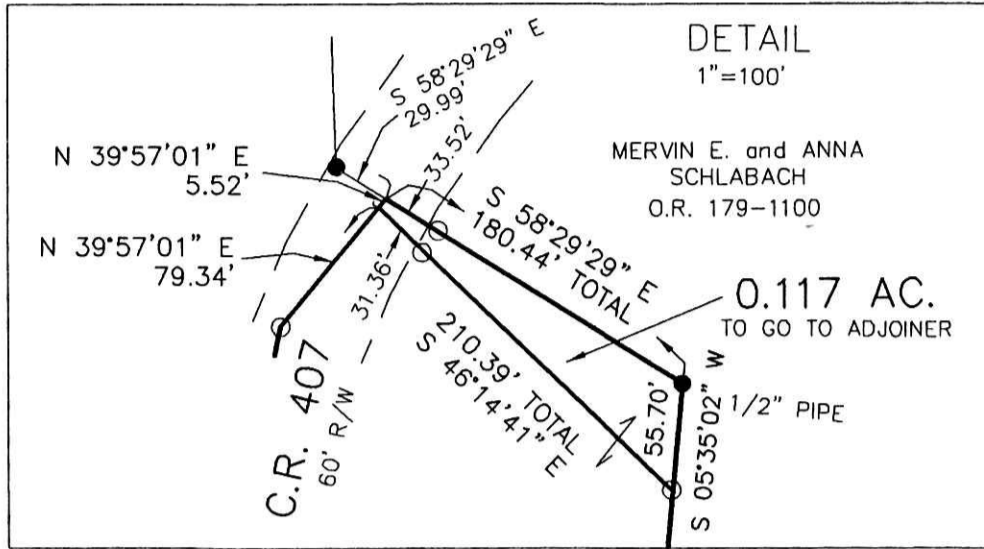 DETAIL
1"=100'
S 58°29'29" E
29.99'
N 39°57'01" E
5.52'
33.52'
MERVIN E. and ANNA
SCHLABACH
O.R. 179-1100
N 39°57'01" E
79.34'
S 58°29'29" E
180.44' TOTAL
31.36'
0.117 AC.
TO GO TO ADJOINER
210.39' TOTAL
S 46°14'41" E
C.R. 407
60' R/W
55.70'
S 05°35'02" W
1/2" PIPE